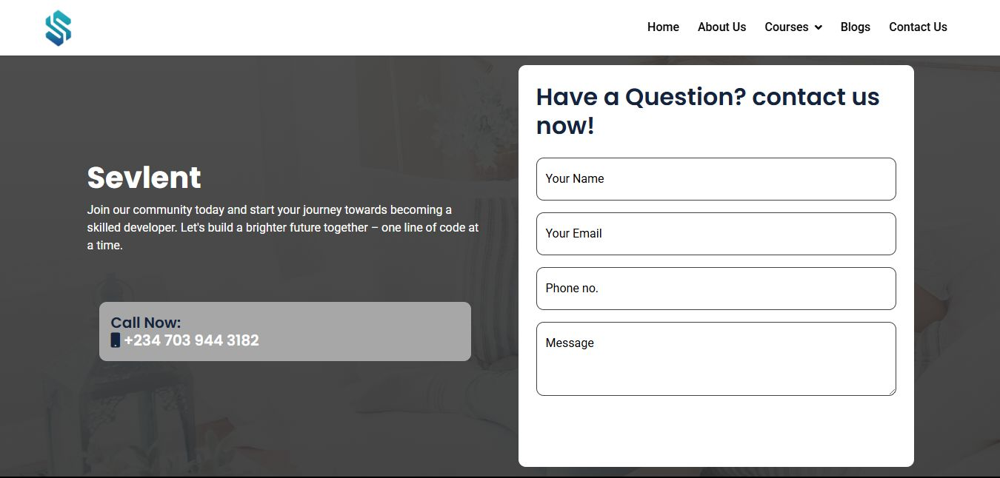 Home About Us Courses Blogs Contact Us
Have a Question? contact us
now!
Your Name
Your Email
Phone no.
Message
Sevlent
Join our community today and start your journey towards becoming a
skilled developer. Let's build a brighter future together – one line of code at
a time.
Call Now:
+234 703 944 3182